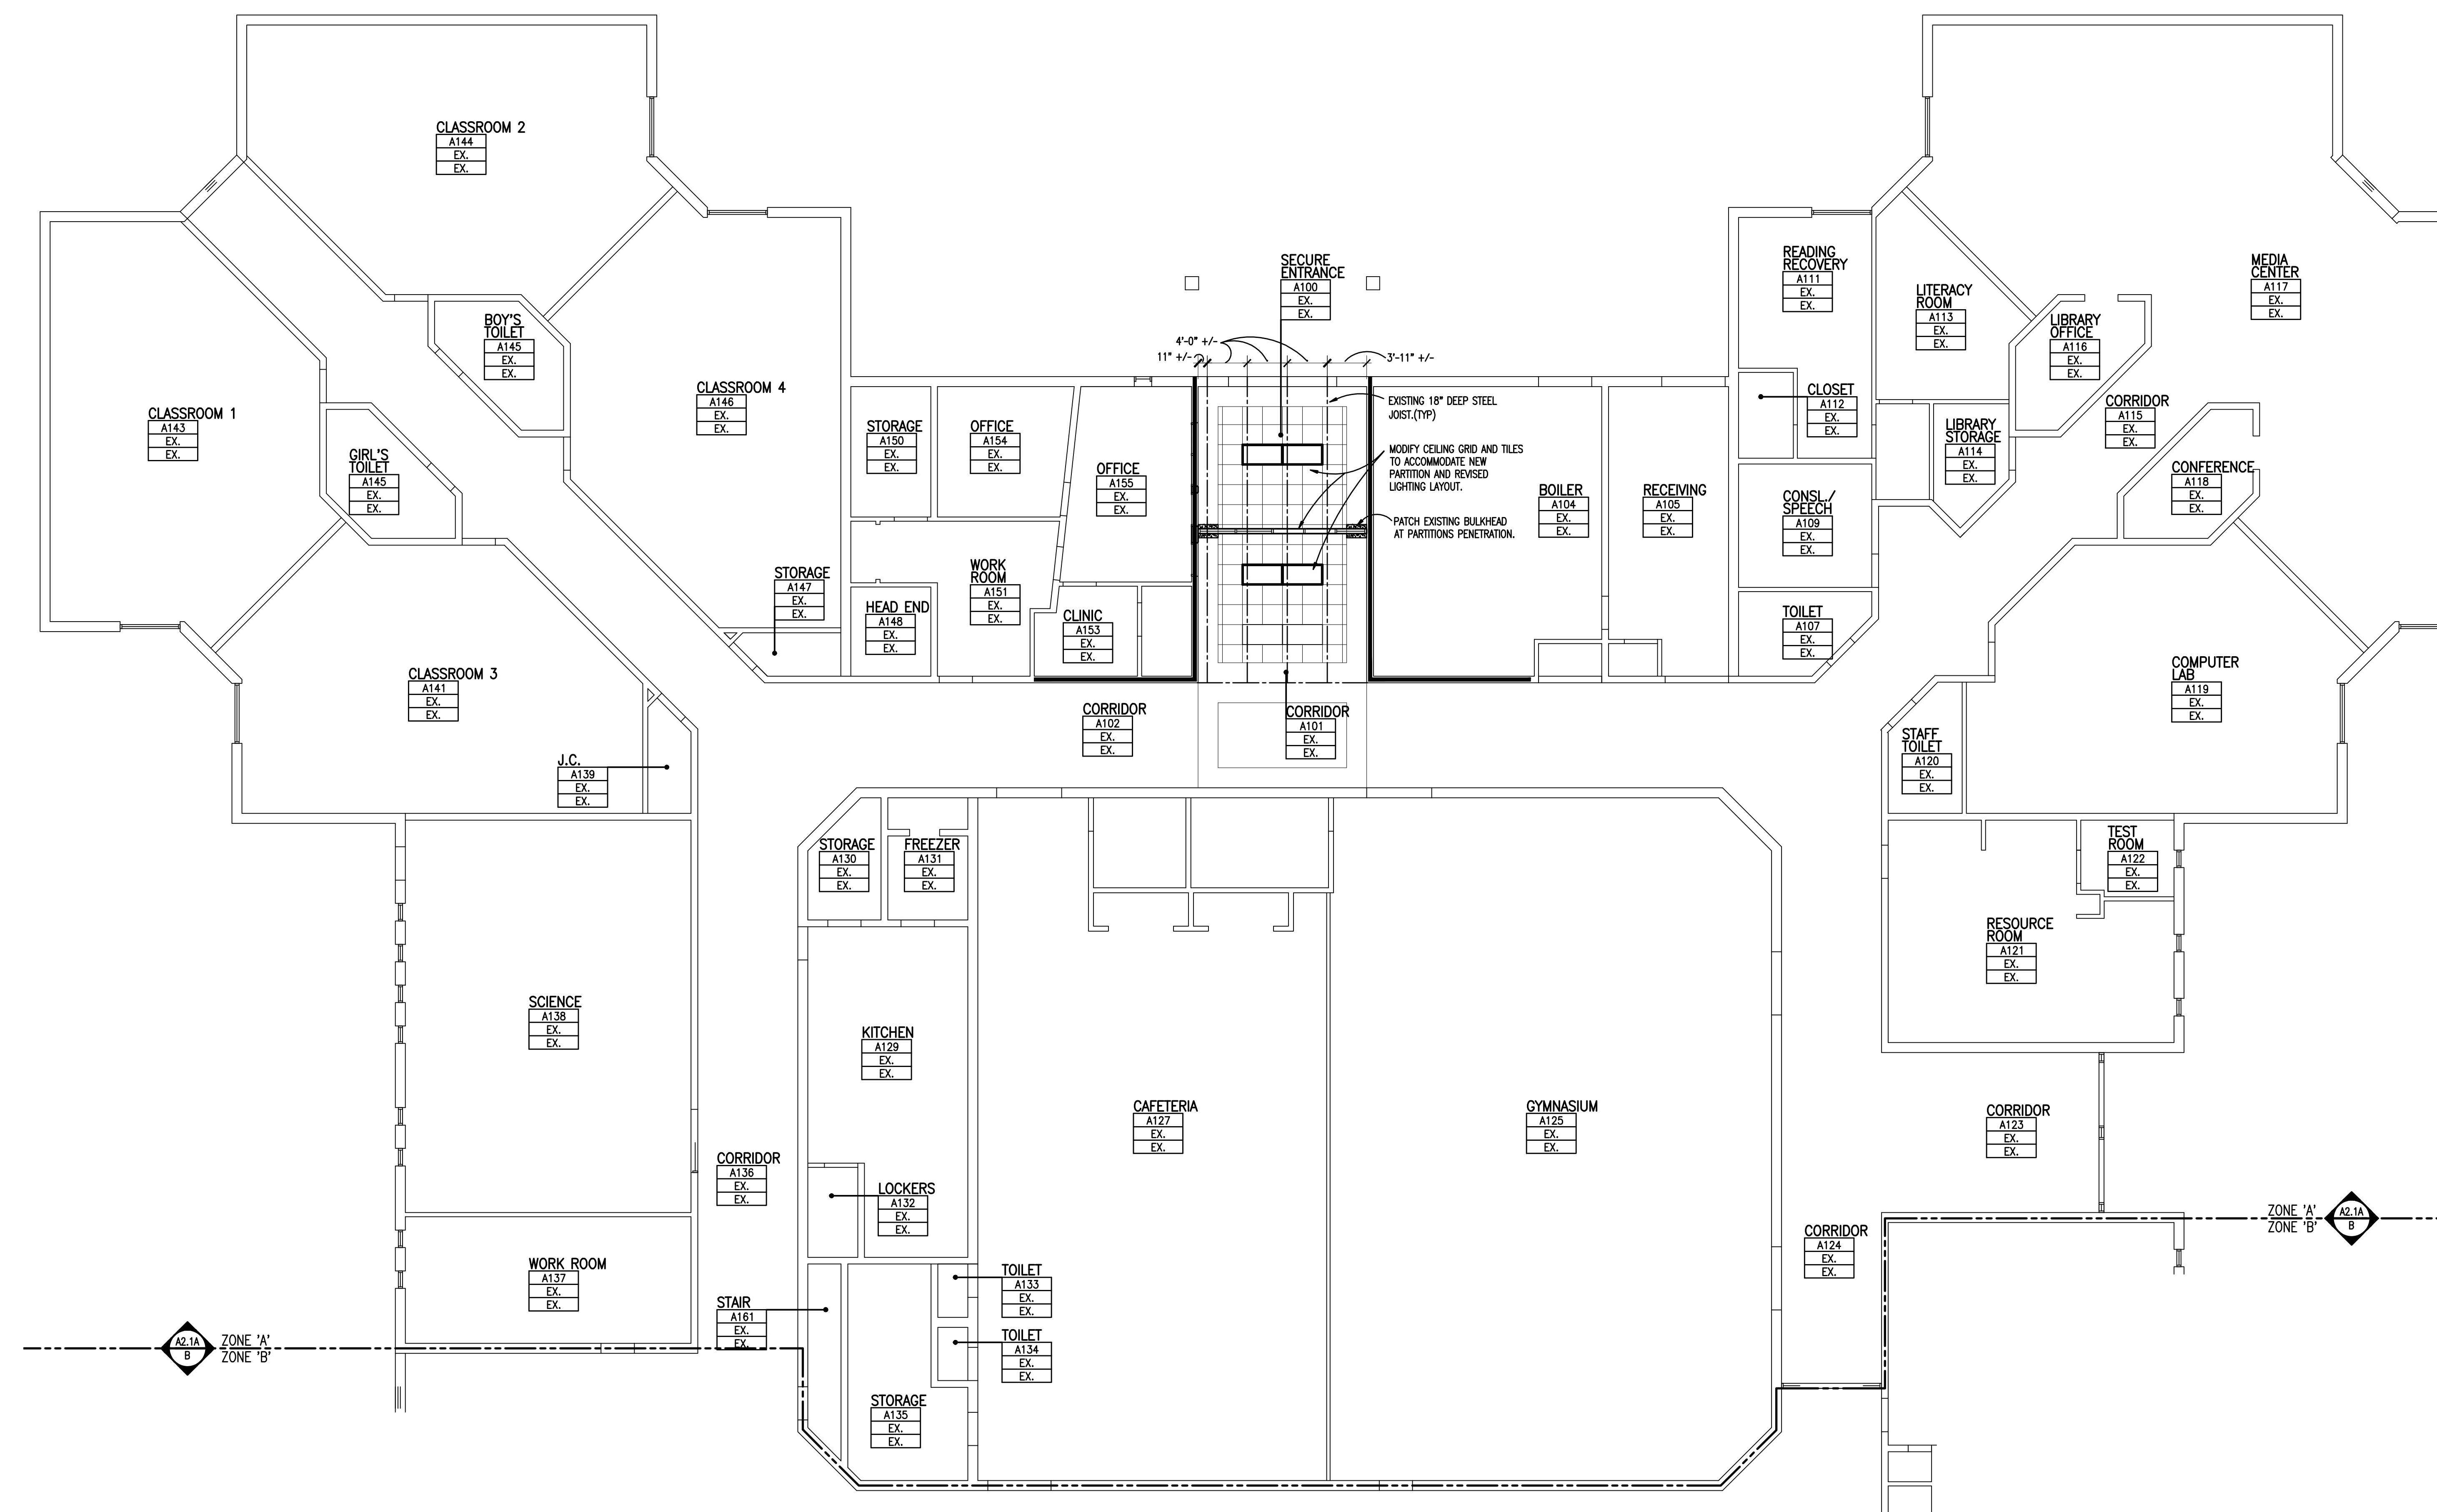 CLASSROOM 2
A144
EX.
EX.
CLASSROOM 1
A143
EX.
EX.
BOY'S
TOILET
A145
EX.
EX.
GIRL'S
TOILET
A145
EX.
EX.
CLASSROOM 4
A146
EX.
EX.
CLASSROOM 3
A141
EX.
EX.
STORAGE
A147
EX.
EX.
J.C.
A139
EX.
EX.
STORAGE
A150
EX.
EX.
OFFICE
A154
EX.
EX.
OFFICE
A155
EX.
EX.
WORK
ROOM
A151
EX.
EX.
HEAD END
A148
EX.
EX.
CLINIC
A153
EX.
EX.
SECURE
ENTRANCE
A100
EX.
EX.
4'-0" +/-
11" +/-
3'-11" +/-
EXISTING 18" DEEP STEEL
JOIST.(TYP)
MODIFY CEILING GRID AND TILES
TO ACCOMMODATE NEW
PARTITION AND REVISED
LIGHTING LAYOUT.
PATCH EXISTING BULKHEAD
AT PARTITIONS PENETRATION.
BOILER
A104
EX.
EX.
RECEIVING
A105
EX.
EX.
CORRIDOR
A102
EX.
EX.
CORRIDOR
A101
EX.
EX.
READING
RECOVERY
A111
EX.
EX.
CLOSET
A112
EX.
EX.
CONSL./
SPEECH
A109
EX.
EX.
TOILET
A107
EX.
EX.
LITERACY
ROOM
A113
EX.
EX.
LIBRARY
OFFICE
A116
EX.
EX.
LIBRARY
STORAGE
A114
EX.
EX.
CORRIDOR
A115
EX.
EX.
MEDIA
CENTER
A117
EX.
EX.
CONFERENCE
A118
EX.
EX.
COMPUTER
LAB
A119
EX.
EX.
STAFF
TOILET
A120
EX.
EX.
TEST
ROOM
A122
EX.
EX.
RESOURCE
ROOM
A121
EX.
EX.
CORRIDOR
A123
EX.
EX.
CORRIDOR
A124
EX.
EX.
ZONE 'A'
ZONE 'B'
A2.1A
B
STORAGE
A130
EX.
EX.
FREEZER
A131
EX.
EX.
SCIENCE
A138
EX.
EX.
KITCHEN
A129
EX.
EX.
CAFETERIA
A127
EX.
EX.
GYMNASIUM
A125
EX.
EX.
CORRIDOR
A136
EX.
EX.
LOCKERS
A132
EX.
EX.
WORK ROOM
A137
EX.
EX.
STAIR
A161
EX.
EX.
TOILET
A133
EX.
EX.
TOILET
A134
EX.
EX.
STORAGE
A135
EX.
EX.
A2.1A
B
ZONE 'A'
ZONE 'B'